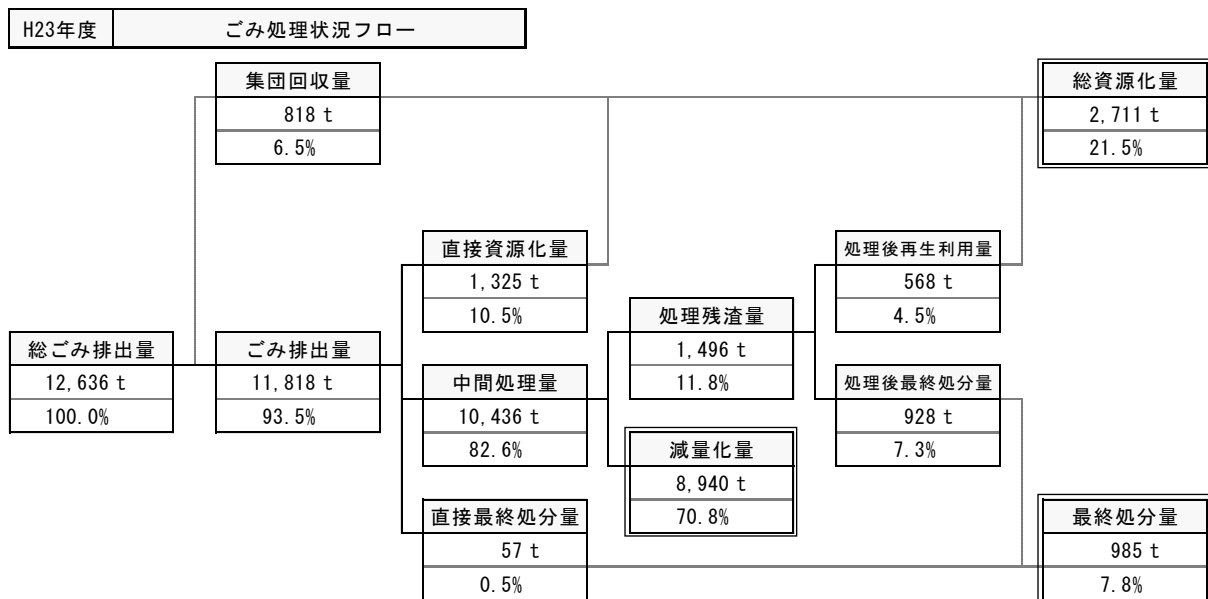 H23年度 ごみ処理状況フロー
集団回収量
818 t
6.5%
総資源化量
2,711 t
21.5%
直接資源化量
1,325 t
10.5%
処理後再生利用量
568 t
4.5%
処理残渣量
1,496 t
11.8%
総ごみ排出量
12,636 t
100.0%
ごみ排出量
11,818 t
93.5%
中間処理量
10,436 t
82.6%
処理後最終処分量
928 t
7.3%
減量化量
8,940 t
70.8%
直接最終処分量
57 t
0.5%
最終処分量
985 t
7.8%